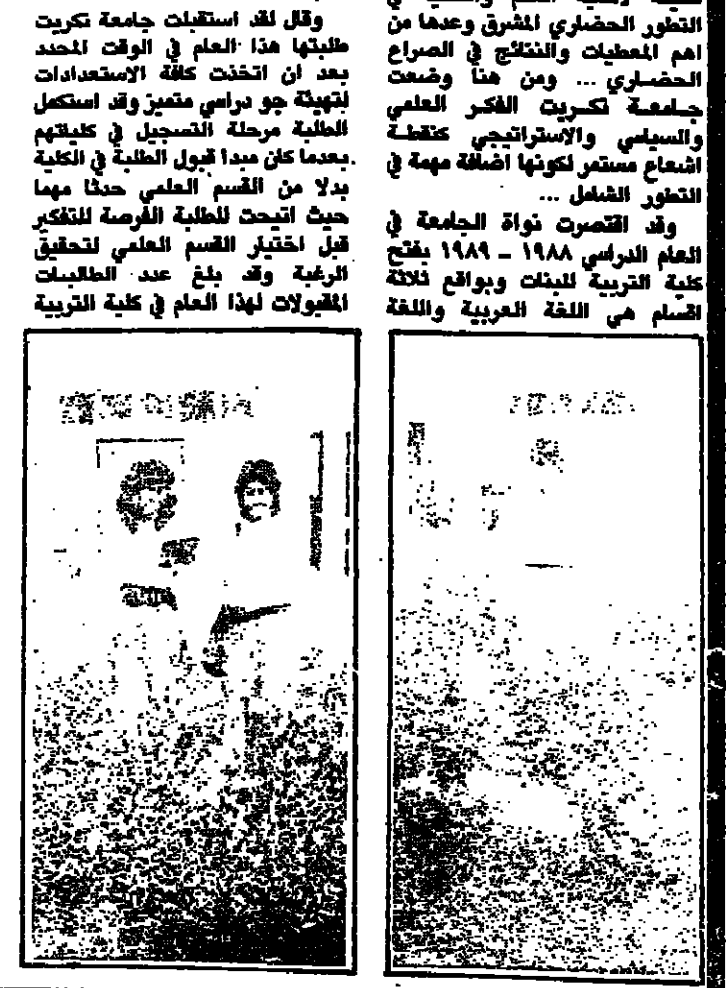 التطور الحضاري المشرق وعدها من
اهم المعطيات والنتائج في الصراع
الحضاري ... ومن هنا وضعت
جامعة تكريت الفكر العلمي
والسياسي والاستراتيجي كنقطة
اشعاع مستمر لكونها اضافة مهمة في
التطور الشامل ...
وقد اقتصرت نواة الجامعة في
العام الدراسي ١٩٨٨ ــ ١٩٨٩ بفتح
كلية التربية للبنات وبواقع ثلاثة
اقسام هي اللغة العربية واللغة
وقال لقد استقبلت جامعة تكريت
طلبتها هذا العام في الوقت المحدد
بعد ان اتخذت كافة الاستعدادات
لتهيئة جو دراسي متميز وقد استكمل
الطلبة مرحلة التسجيل في كلياتهم
بعدما كان مبدا قبول الطلبة في الكلية
بدلا من القسم العلمي حدثا مهما
حيث اتيحت للطلبة الفرصة للتفكير
قبل اختيار القسم العلمي لتحقيق
الرغبة وقد بلغ عدد الطالبات
المقبولات لهذا العام في كلية التربية